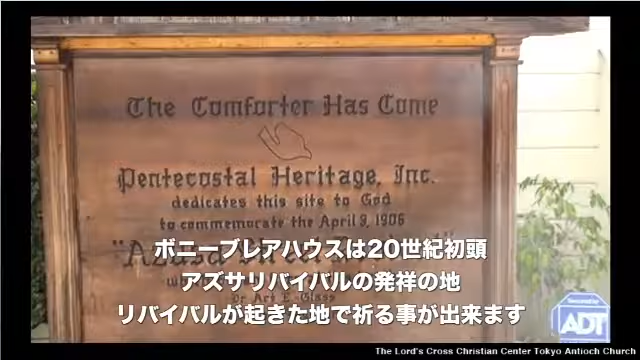 The Comforter Has Come
Pentecostal Heritage, Inc.
dedicates this site to God
to commemorate the April 9, 1906
ボニーブレアハウスは20世紀初頭
アズサリバイバルの発祥の地
リバイバルが起きた地で祈る事が出来ます
ADT
The Lord's Cross Christian Center Tokyo Antioch Church